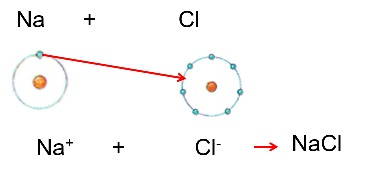 Na + Cl
Na⁺ + Cl⁻ → NaCl